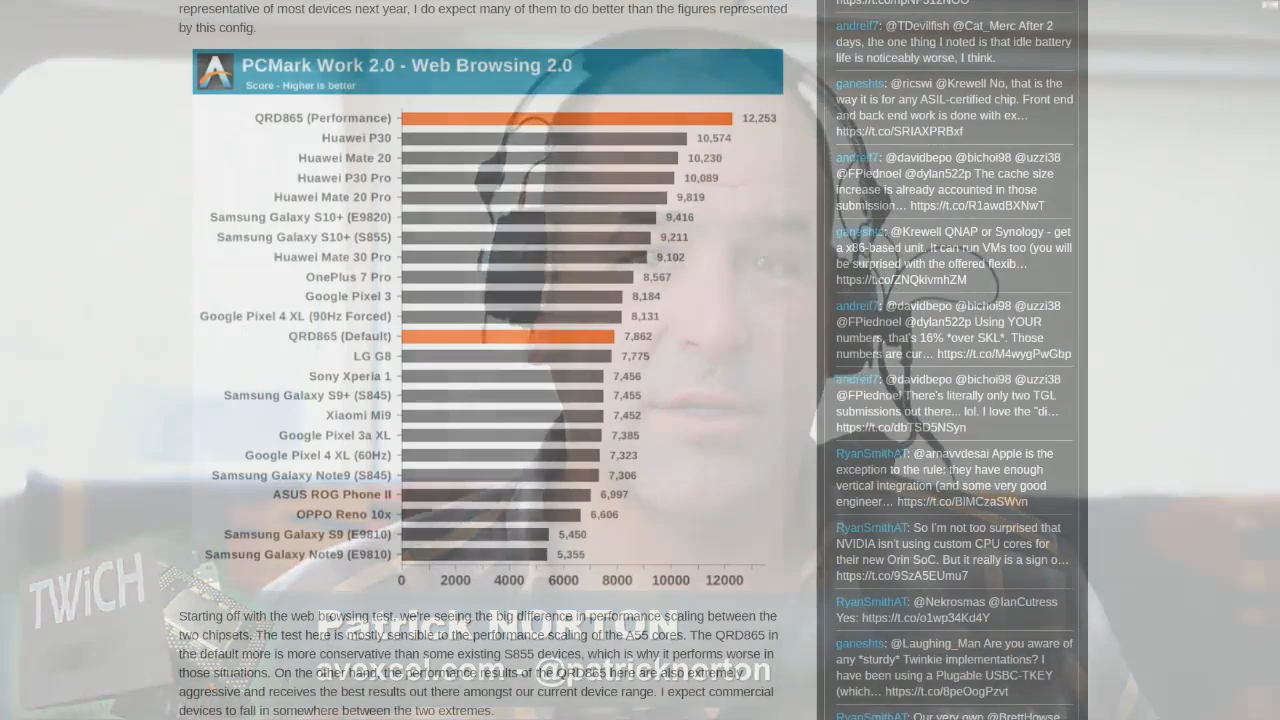 representative of most devices next year, I do expect many of them to do better than the figures represented
by this config.
PCMark Work 2.0 - Web Browsing 2.0
Score - Higher is better
QRD865 (Performance) 12,253
Huawei P30 10,574
Huawei Mate 20 10,230
Huawei P30 Pro 10,089
Huawei Mate 20 Pro 9,819
Samsung Galaxy S10+ (E9820) 9,416
Samsung Galaxy S10+ (S855) 9,211
Huawei Mate 30 Pro 9,102
OnePlus 7 Pro 8,567
Google Pixel 3 8,184
Google Pixel 4 XL (90Hz Forced) 8,131
QRD865 (Default) 7,862
LG G8 7,775
Sony Xperia 1 7,456
Samsung Galaxy S9+ (S845) 7,455
Xiaomi Mi9 7,452
Google Pixel 3a XL 7,385
Google Pixel 4 XL (60Hz) 7,323
Samsung Galaxy Note9 (S845) 7,306
ASUS ROG Phone II 6,997
OPPO Reno 10x 6,606
Samsung Galaxy S9 (E9810) 5,450
Samsung Galaxy Note9 (E9810) 5,355
0 2000 4000 6000 8000 10000 12000
Starting off with the web browsing test, we're seeing the big difference in performance scaling between the
two chipsets. The test here is mostly sensible to the performance scaling of the A55 cores. The QRD865 in
the default more is more conservative than some existing S855 devices, which is why it performs worse in
those situations. On the other hand, the performance results of the QRD865 here are also extremely
aggressive and receives the best results out there amongst our current device range. I expect commercial
devices to fall in somewhere between the two extremes.
TWiCH
NORTON
avexcel.com - @patricknorton
andreif7: @TDevilfish @Cat_Merc After 2
days, the one thing I noted is that idle battery
life is noticeably worse, I think.
ganeshts: @ricswi @Krewell No, that is the
way it is for any ASIL-certified chip. Front end
and back end work is done with ex…
https://t.co/SRIAXPRBxf
andreif7: @davidbepo @bichoi98 @uzzi38
@FPiednoel @dylan522p The cache size
increase is already accounted in those
submission… https://t.co/R1awdBXNwT
ganeshts: @Krewell QNAP or Synology - get
a x86-based unit. It can run VMs too (you will
be surprised with the offered flexib…
https://t.co/ZNQkivmhZM
andreif7: @davidbepo @bichoi98 @uzzi38
@FPiednoel @dylan522p Using YOUR
numbers, that's 16% *over SKL*. Those
numbers are cur… https://t.co/M4wygPwGbp
andreif7: @davidbepo @bichoi98 @uzzi38
@FPiednoel There's literally only two TGL
submissions out there... lol. I love the "di…
https://t.co/dbTSD5NSyn
RyanSmithAT: @arnavvdesai Apple is the
exception to the rule: they have enough
vertical integration (and some very good
engineer… https://t.co/BlMCzaSWvn
RyanSmithAT: So I'm not too surprised that
NVIDIA isn't using custom CPU cores for
their new Orin SoC. But it really is a sign o…
https://t.co/9SzA5EUmu7
RyanSmithAT: @Nekrosmas @IanCutress
Yes: https://t.co/o1wp34Kd4Y
ganeshts: @Laughing_Man Are you aware of
any *sturdy* Twinkie implementations? I
have been using a Plugable USBC-TKEY
(which… https://t.co/8peOogPzvt
RyanSmithAT: Our very own @BrettHowse